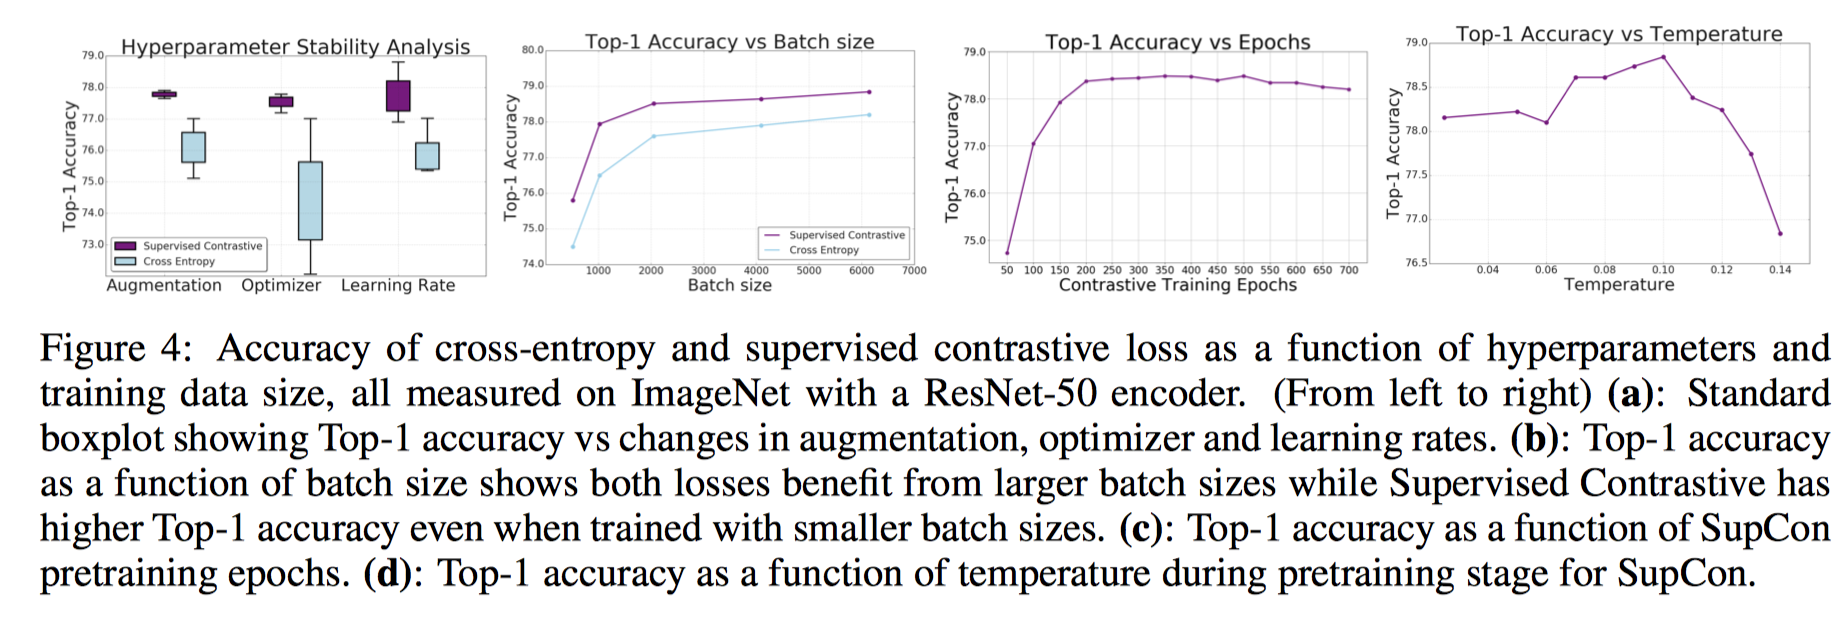 Hyperparameter Stability Analysis
79.0
78.0
77.0
76.0
75.0
74.0
73.0
Top-1 Accuracy
Supervised Contrastive
Cross Entropy
Augmentation Optimizer Learning Rate
Top-1 Accuracy vs Batch size
80.0
79.0
78.0
77.0
76.0
75.0
74.0
Top-1 Accuracy
Supervised Contrastive
Cross Entropy
1000 2000 3000 4000 5000 6000 7000
Batch size
Top-1 Accuracy vs Epochs
79.0
78.0
77.0
76.0
75.0
Top-1 Accuracy
50 100 150 200 250 300 350 400 450 500 550 600 650 700
Contrastive Training Epochs
Top-1 Accuracy vs Temperature
79.0
78.5
78.0
77.5
77.0
76.5
Top-1 Accuracy
0.04 0.06 0.08 0.10 0.12 0.14
Temperature
Figure 4: Accuracy of cross-entropy and supervised contrastive loss as a function of hyperparameters and
training data size, all measured on ImageNet with a ResNet-50 encoder. (From left to right) (a): Standard
boxplot showing Top-1 accuracy vs changes in augmentation, optimizer and learning rates. (b): Top-1 accuracy
as a function of batch size shows both losses benefit from larger batch sizes while Supervised Contrastive has
higher Top-1 accuracy even when trained with smaller batch sizes. (c): Top-1 accuracy as a function of SupCon
pretraining epochs. (d): Top-1 accuracy as a function of temperature during pretraining stage for SupCon.